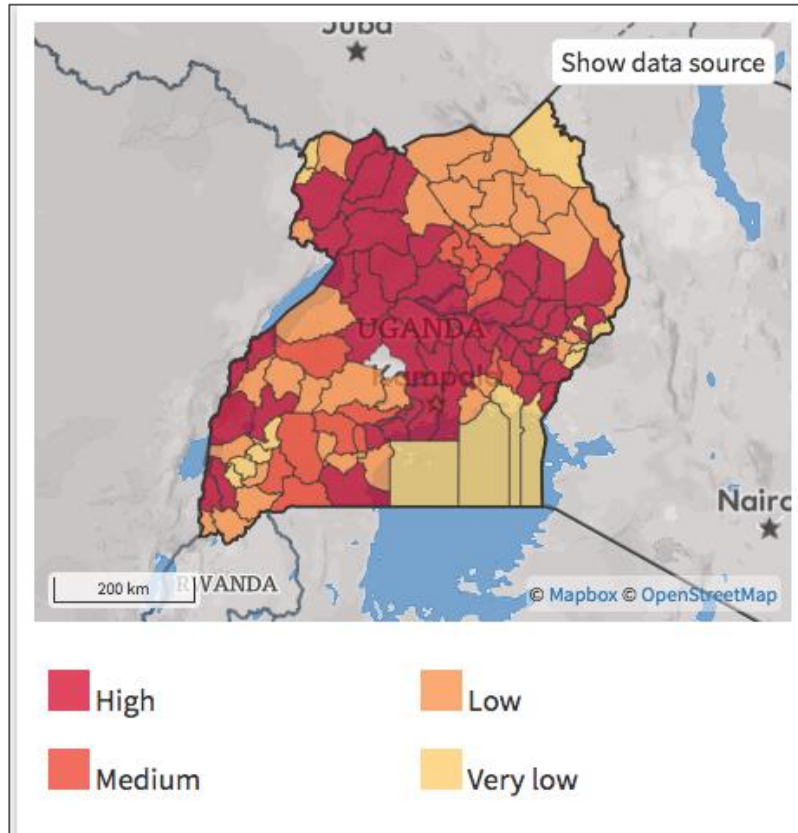 Juba
Show data source
UGANDA
Kampala
Nairo
200 km
RWANDA
© Mapbox © OpenStreetMap
High
Low
Medium
Very low